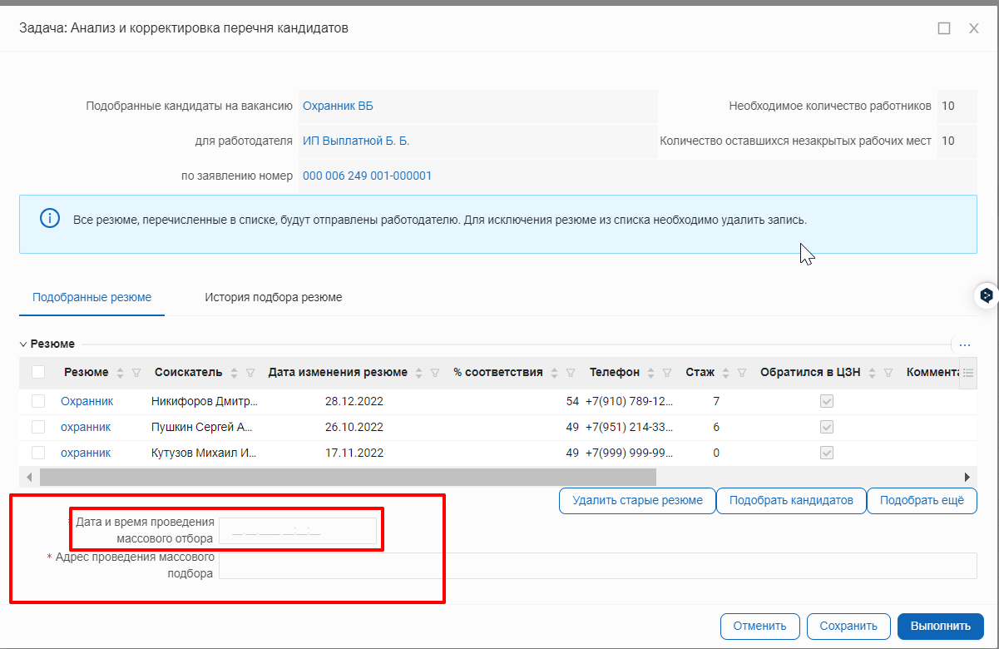 Задача: Анализ и корректировка перечня кандидатов
Подобранные кандидаты на вакансию Охранник ВБ Необходимое количество работников 10
для работодателя ИП Выплатной Б. Б. Количество оставшихся незакрытых рабочих мест 10
по заявлению номер 000 006 249 001-000001
Все резюме, перечисленные в списке, будут отправлены работодателю. Для исключения резюме из списка необходимо удалить запись.
Подобранные резюме История подбора резюме
Резюме ...
Резюме Соискатель Дата изменения резюме % соответствия Телефон Стаж Обратился в ЦЗН Коммента
Охранник Никифоров Дмитр... 28.12.2022 54 +7(910) 789-12... 7
охранник Пушкин Сергей А... 26.10.2022 49 +7(951) 214-33... 6
охранник Кутузов Михаил И... 17.11.2022 49 +7(999) 999-99... 0
Удалить старые резюме Подобрать кандидатов Подобрать ещё
* Дата и время проведения
массового отбора __.__.____ __:__:__
* Адрес проведения массового
подбора
Отменить Сохранить Выполнить